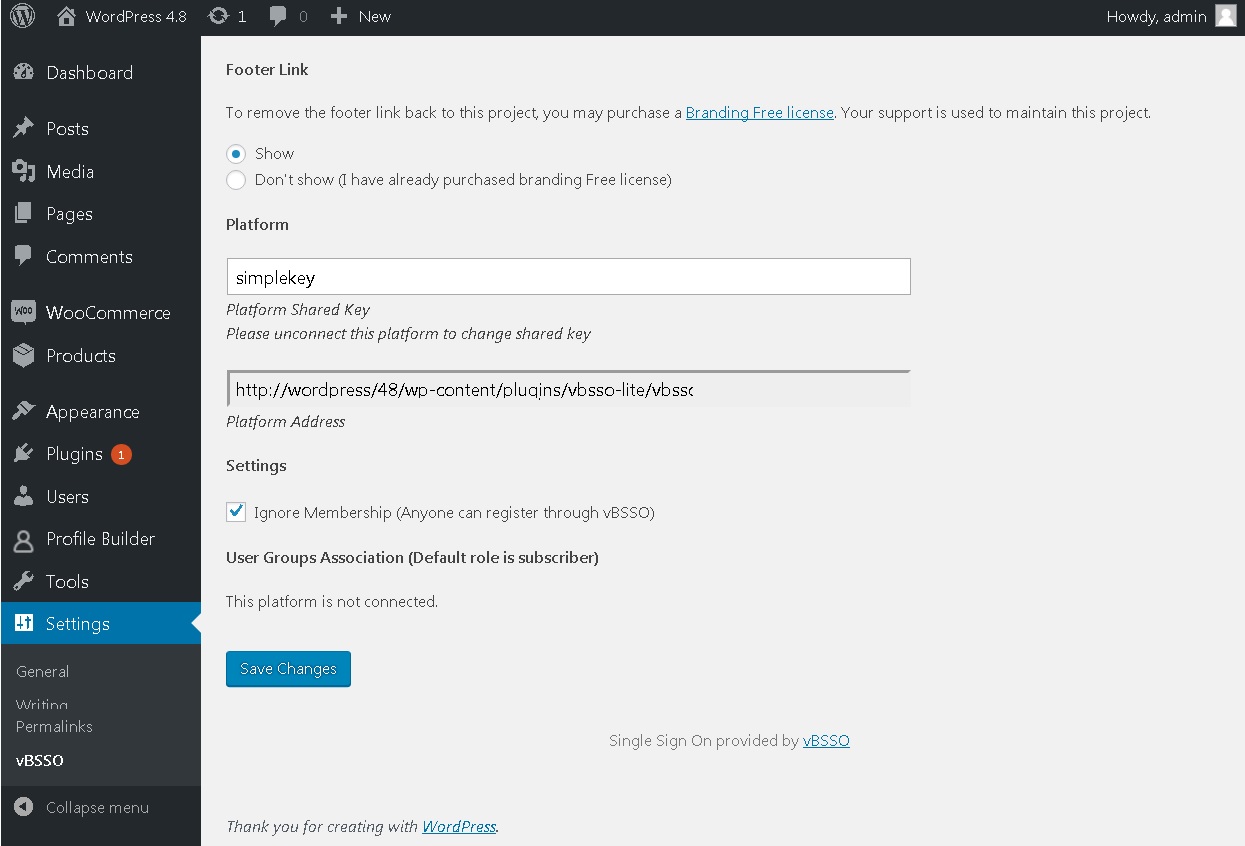 WordPress 4.8 1 0 New Howdy, admin
Dashboard
Posts
Media
Pages
Comments
WOO WooCommerce
Products
Appearance
Plugins 1
Users
Profile Builder
Tools
Settings
General
Writing
Permalinks
vBSSO
Collapse menu
Footer Link
To remove the footer link back to this project, you may purchase a Branding Free license. Your support is used to maintain this project.
Show
Don't show (I have already purchased branding Free license)
Platform
simplekey
Platform Shared Key
Please unconnect this platform to change shared key
http://wordpress/48/wp-content/plugins/vbsso-lite/vbssc
Platform Address
Settings
Ignore Membership (Anyone can register through vBSSO)
User Groups Association (Default role is subscriber)
This platform is not connected.
Save Changes
Single Sign On provided by vBSSO
Thank you for creating with WordPress.